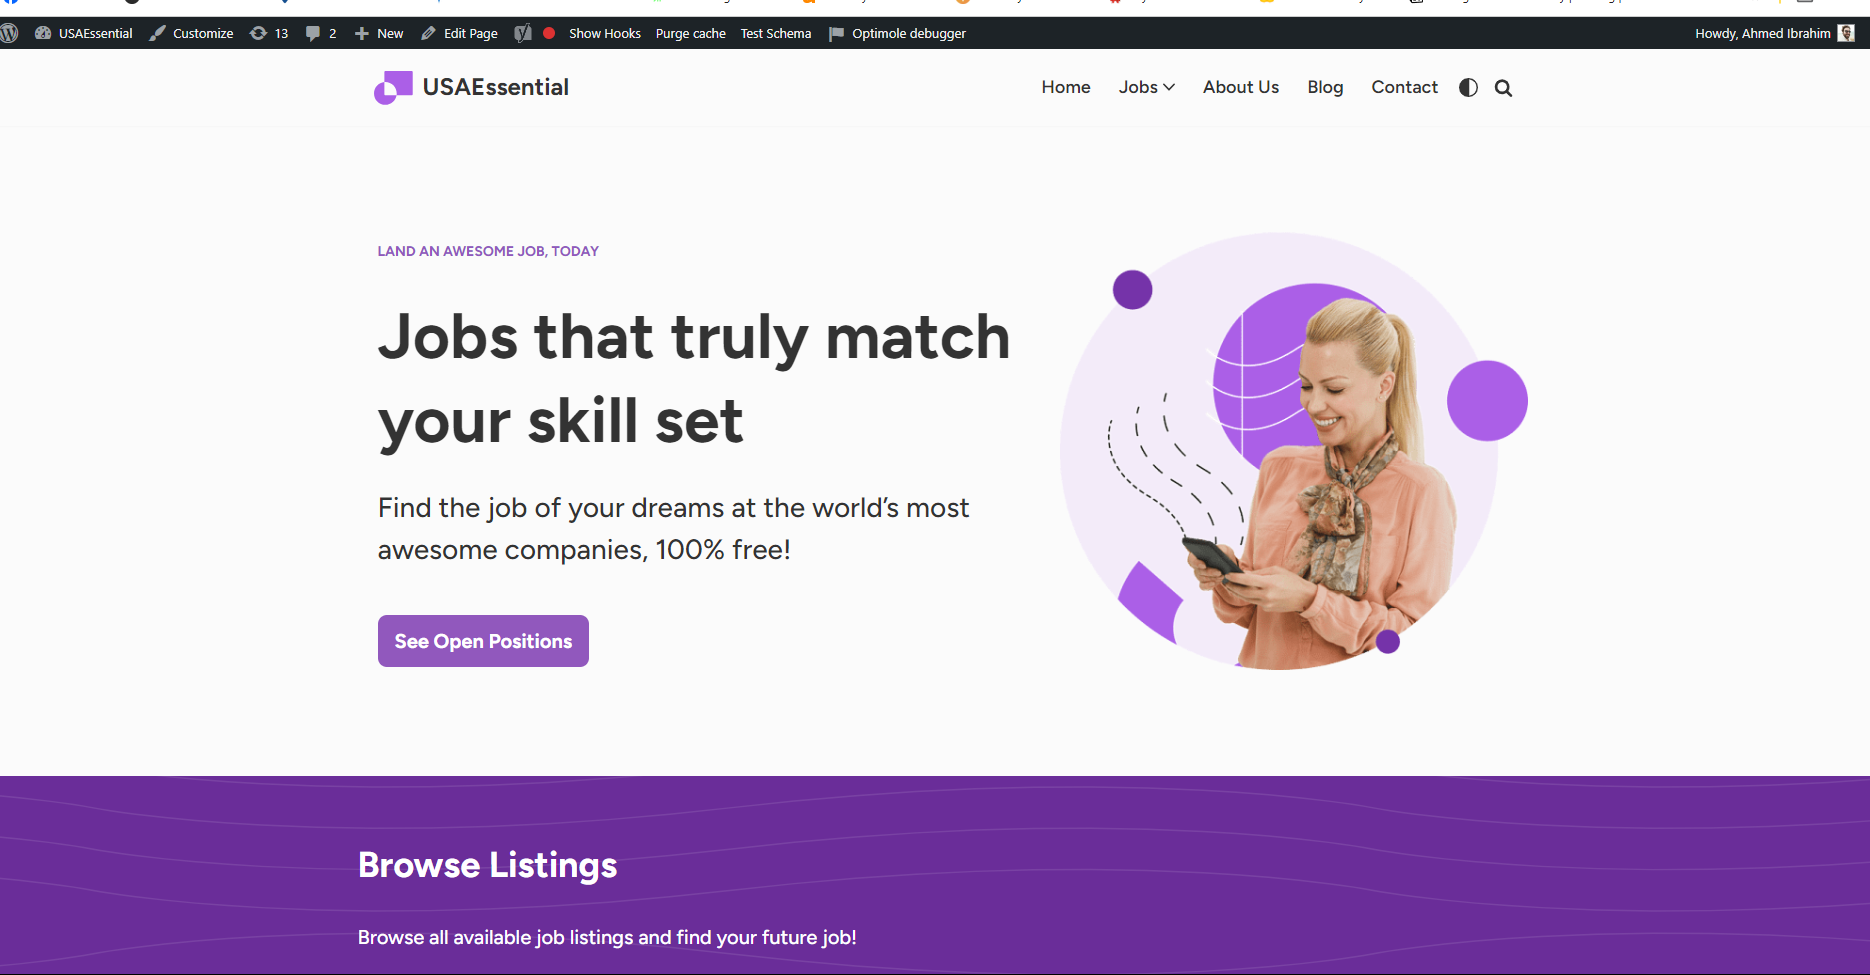 USAEssential
Customize
13
2
New
Edit Page
Show Hooks
Purge cache
Test Schema
Optimole debugger
Howdy, Ahmed Ibrahim
USAEssential
Home
Jobs
About Us
Blog
Contact
LAND AN AWESOME JOB, TODAY
Jobs that truly match
your skill set
Find the job of your dreams at the world’s most
awesome companies, 100% free!
See Open Positions
Browse Listings
Browse all available job listings and find your future job!